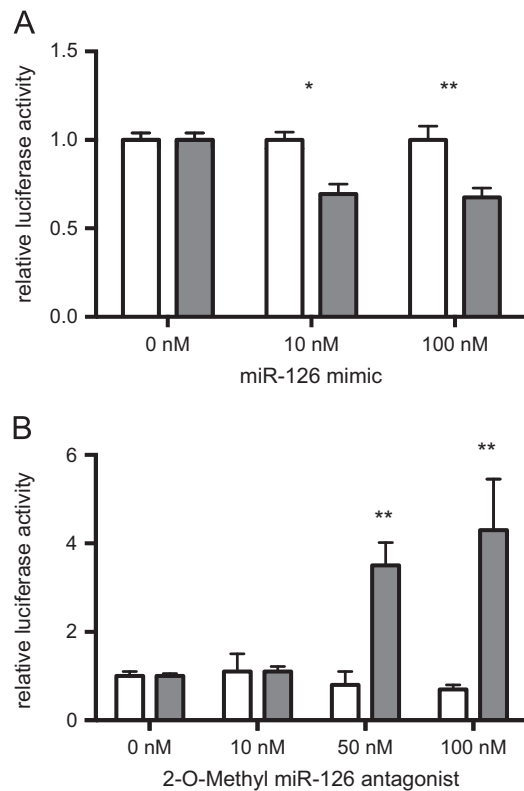 A
relative luciferase activity
1.5
1.0
0.5
0.0
*
**
0 nM
10 nM
100 nM
miR-126 mimic
B
relative luciferase activity
6
4
2
0
**
**
0 nM
10 nM
50 nM
100 nM
2-O-Methyl miR-126 antagonist